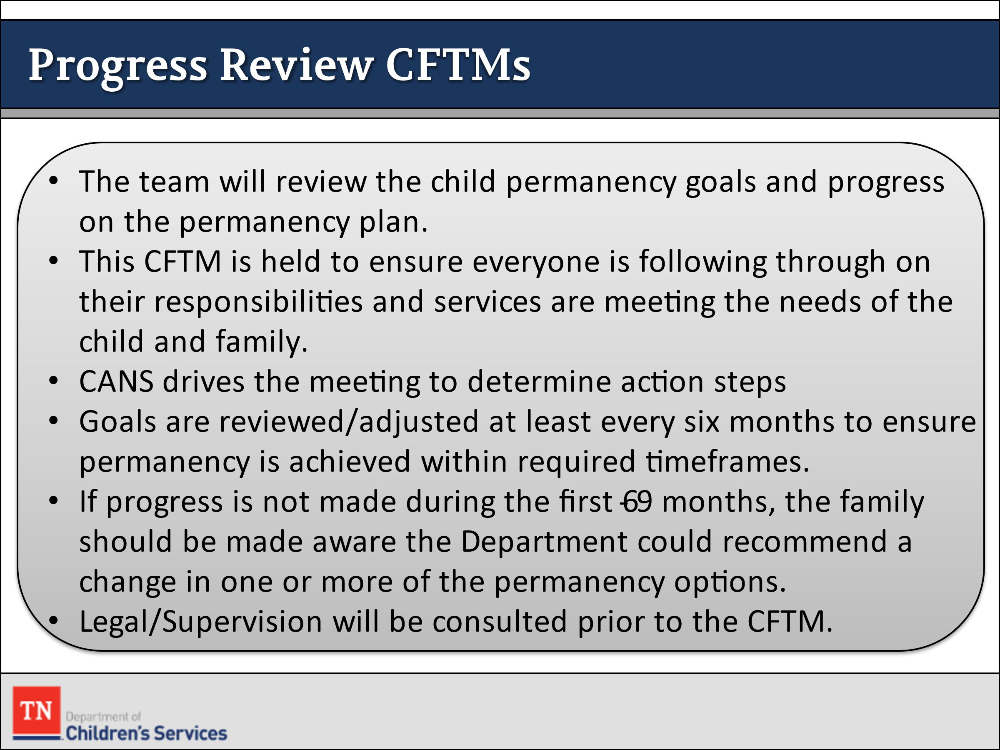 Progress Review CFTMs
• The team will review the child permanency goals and progress
on the permanency plan.
• This CFTM is held to ensure everyone is following through on
their responsibilities and services are meeting the needs of the
child and family.
• CANS drives the meeting to determine action steps
• Goals are reviewed/adjusted at least every six months to ensure
permanency is achieved within required timeframes.
• If progress is not made during the first -69 months, the family
should be made aware the Department could recommend a
change in one or more of the permanency options.
• Legal/Supervision will be consulted prior to the CFTM.
TN
Department of
Children's Services